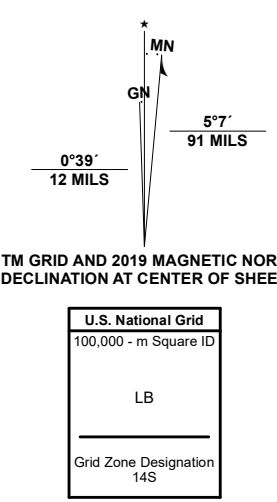 ★
MN
GN
5°7´
91 MILS
0°39´
12 MILS
TM GRID AND 2019 MAGNETIC NOR
DECLINATION AT CENTER OF SHEE
U.S. National Grid
100,000 - m Square ID
LB
Grid Zone Designation
14S